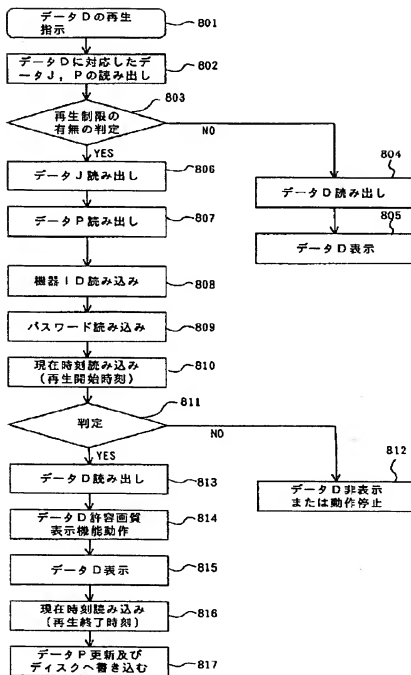 データDの再生
指示
801
データDに対応したデー
タJ，Pの読み出し
802
803
再生制限の
有無の判定
NO
YES
804
データD読み出し
805
データD表示
データJ読み出し
806
データP読み出し
807
機器ID読み込み
808
パスワード読み込み
809
現在時刻読み込み
(再生開始時刻)
810
811
判定
NO
YES
812
データD非表示
または動作停止
データD読み出し
813
データD許容画質
表示機能動作
814
データD表示
815
現在時刻読み込み
(再生終了時刻)
816
データP更新及び
ディスクへ書き込む
817